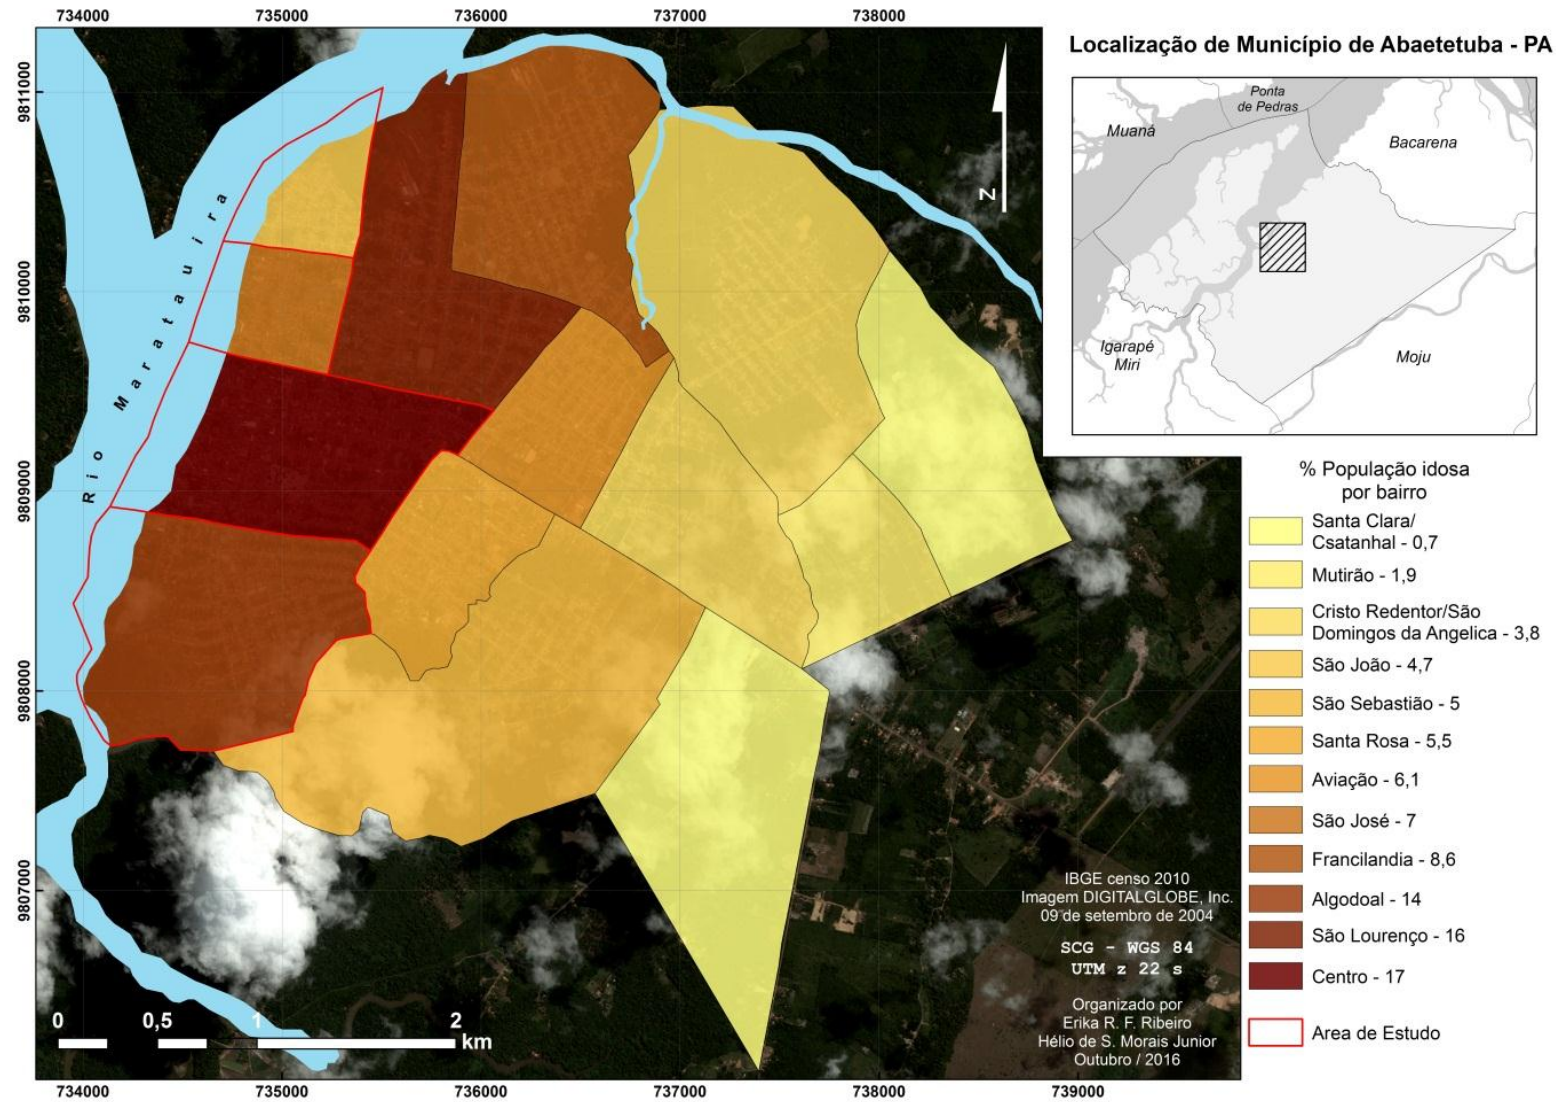 734000
735000
736000
737000
738000
Localização de Município de Abaetetuba - PA
Ponta
de Pedras
Muaná
Bacarena
Igarapé
Miri
Moju
9811000
9810000
9809000
9808000
9807000
N
Rio Maratauira
% População idosa
por bairro
Santa Clara/
Csatanhal - 0,7
Mutirão - 1,9
Cristo Redentor/São
Domingos da Angelica - 3,8
São João - 4,7
São Sebastião - 5
Santa Rosa - 5,5
Aviação - 6,1
São José - 7
Francilandia - 8,6
Algodoal - 14
São Lourenço - 16
Centro - 17
Area de Estudo
IBGE censo 2010
Imagem DIGITALGLOBE, Inc.
09 de setembro de 2004
SCG - WGS 84
UTM z 22 s
Organizado por
Erika R. F. Ribeiro
Hélio de S. Morais Junior
Outubro / 2016
0 0,5 1 2
km
734000
735000
736000
737000
738000
739000